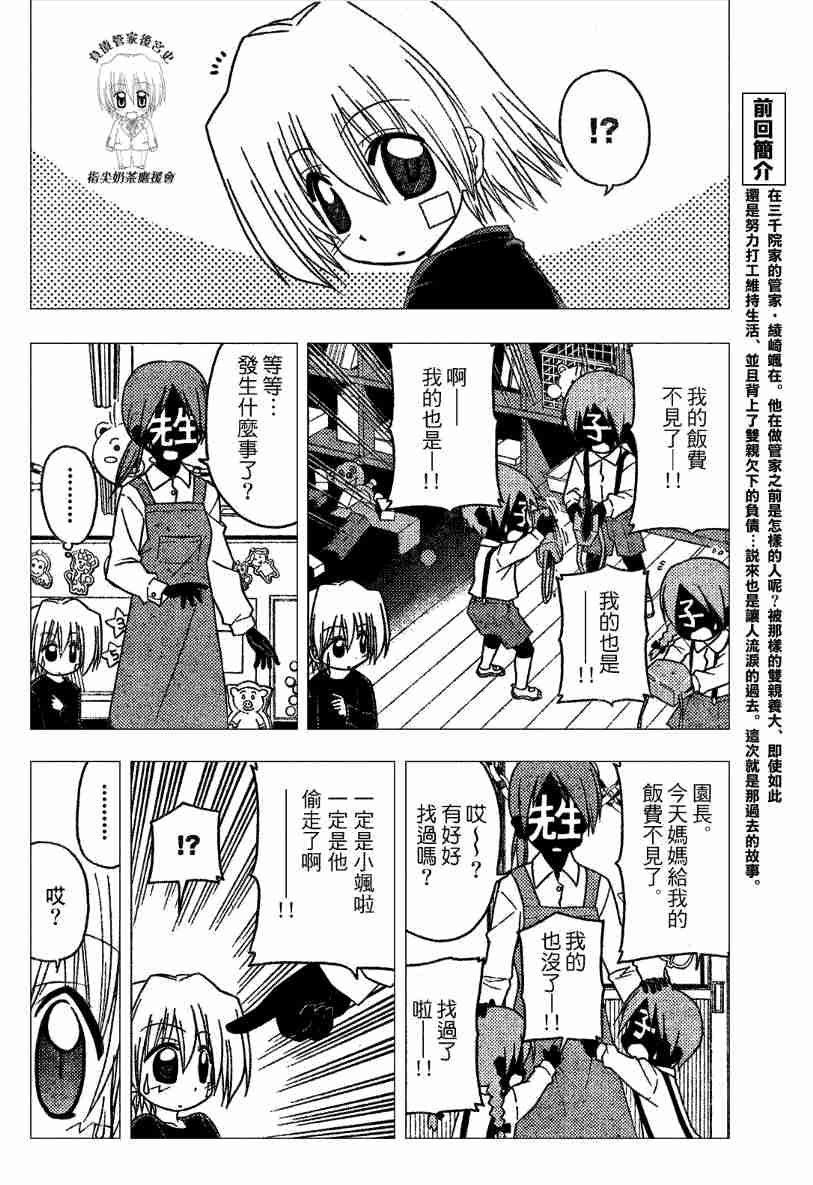 前回簡介
在三千院家的管家·綾崎颯在。他在做管家之前是怎樣的人呢？被那樣的雙親養大、即使如此
還是努力打工維持生活、並且背上了雙親欠下的負債…說來也是讓人流淚的過去。這次就是那過去的故事。
!?
負債管家後宮史
指尖奶茶應援會
我的飯費
不見了——!!
子
啊——
我的也是——!!
子
我的也是
——!!
子
等等…
發生什麼事了？
先生
………
園長。
今天媽媽給我的
飯費不見了。
先生
哎～？
有好好
找過嗎？
我的
也沒了——!!
子
找過了
啦——!!
一定是小颯啦
一定是他
偷走了啊
——!!
!?
………
哎？